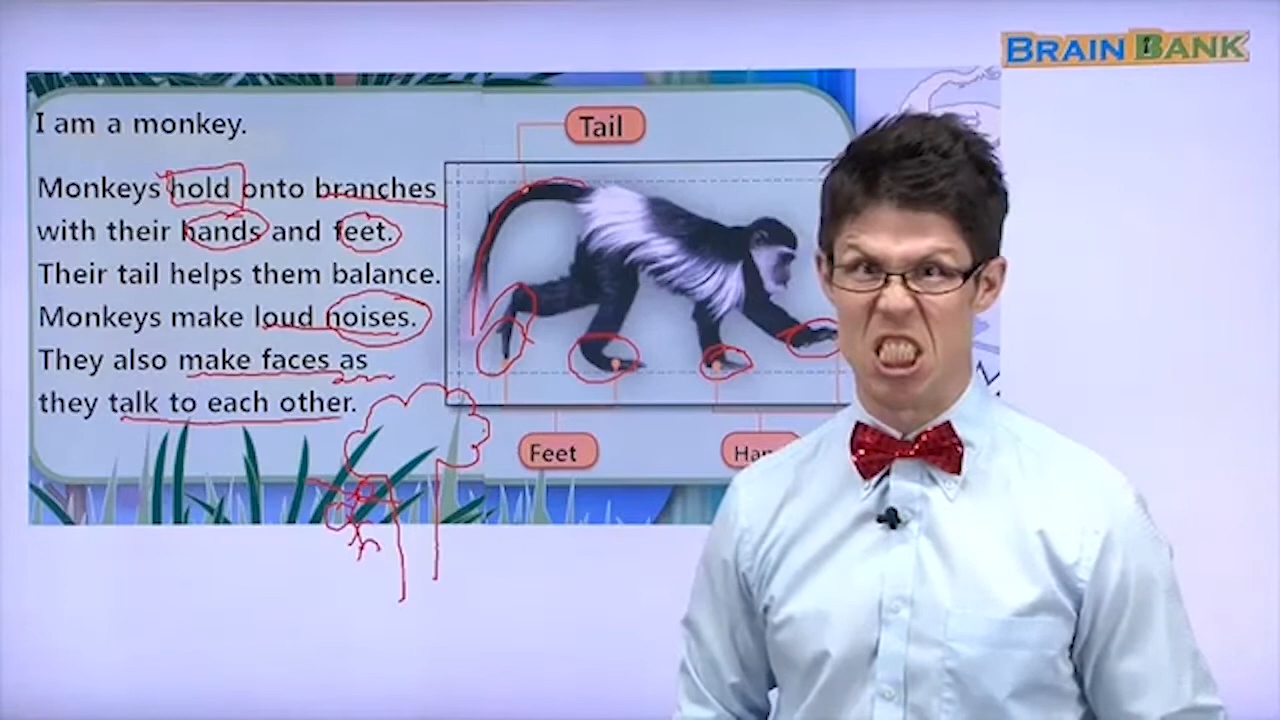 BRAIN BANK
I am a monkey.
Tail
Monkeys hold onto branches
with their hands and feet.
Their tail helps them balance.
Monkeys make loud noises.
They also make faces as
they talk to each other.
Feet